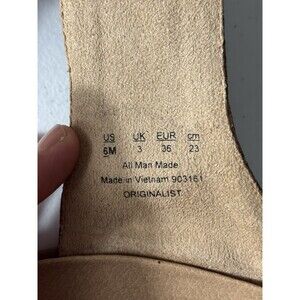 US UK EUR cm
6M 3 36 23
All Man Made
Made in Vietnam 903161
ORIGINALIST